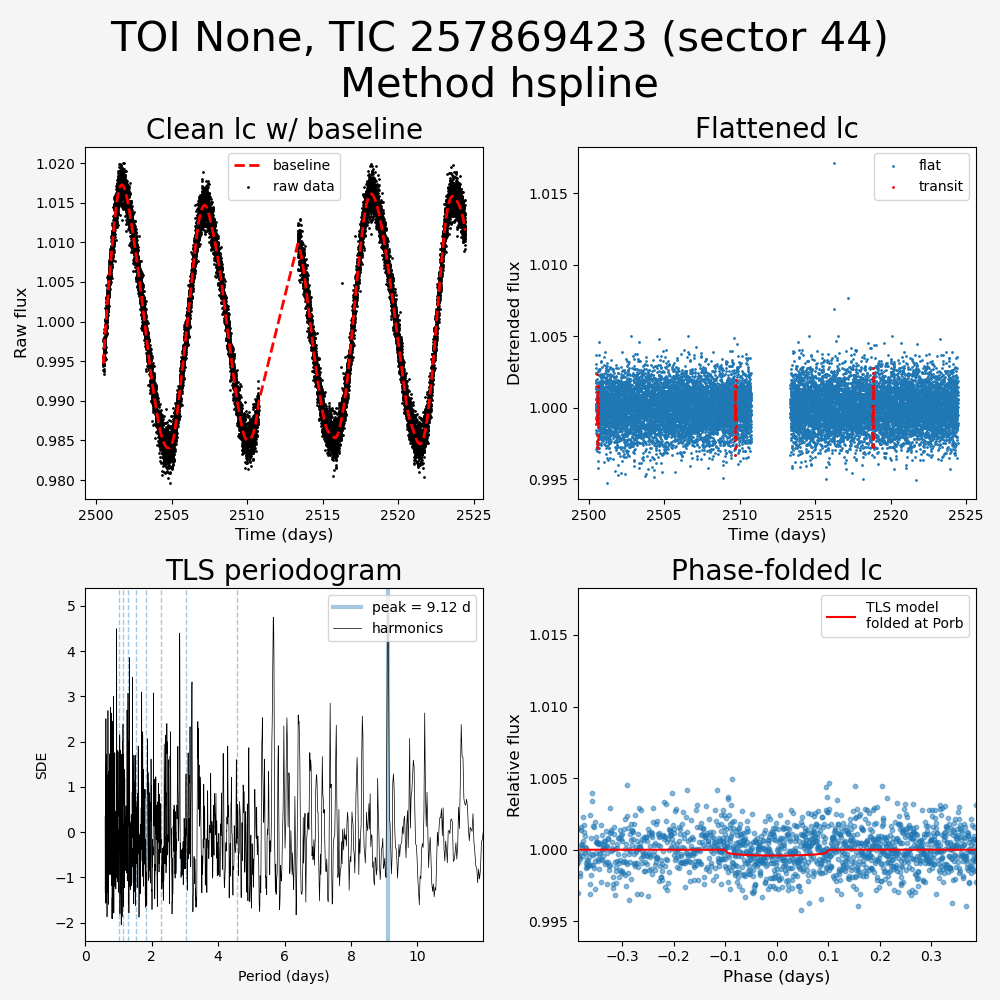 TOI None, TIC 257869423 (sector 44)
Method hspline
Clean lc w/ baseline
Raw flux
1.020
1.015
1.010
1.005
1.000
0.995
0.990
0.985
0.980
baseline
raw data
2500
2505
2510
2515
2520
2525
Time (days)
Flattened lc
Detrended flux
1.015
1.010
1.005
1.000
0.995
flat
transit
2500
2505
2510
2515
2520
2525
Time (days)
TLS periodogram
SDE
5
4
3
2
1
0
−1
−2
peak = 9.12 d
harmonics
0
2
4
6
8
10
Period (days)
Phase-folded lc
Relative flux
1.015
1.010
1.005
1.000
0.995
TLS model
folded at Porb
−0.3
−0.2
−0.1
0.0
0.1
0.2
0.3
Phase (days)